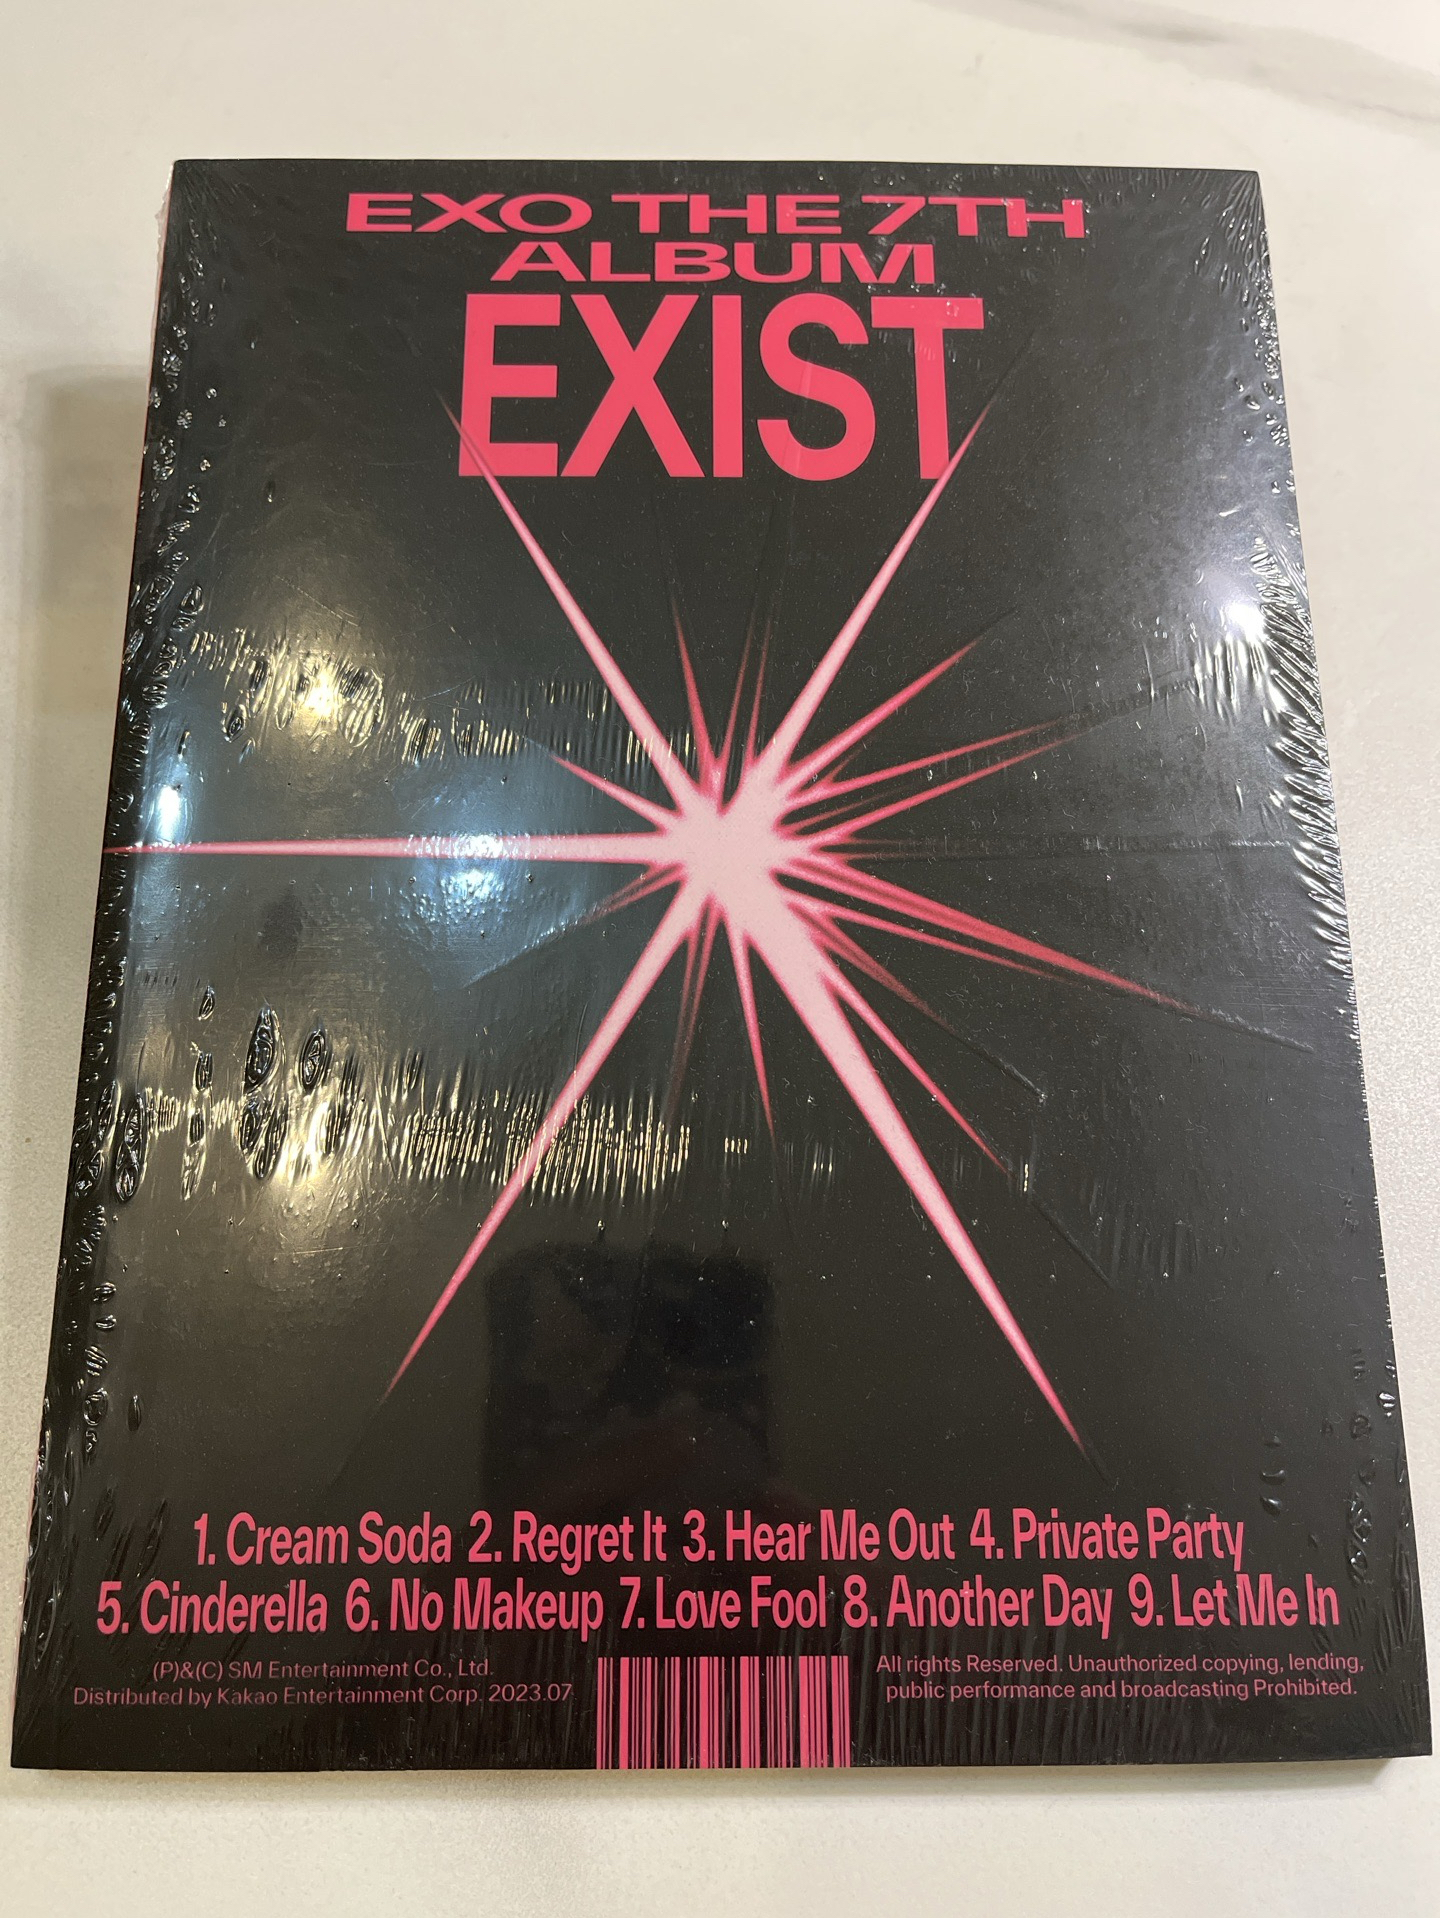 EXO THE 7TH
ALBUM
EXIST
1. Cream Soda 2. Regret It 3. Hear Me Out 4. Private Party
5. Cinderella 6. No Makeup 7. Love Fool 8. Another Day 9. Let Me In
(P)&(C) SM Entertainment Co., Ltd.
Distributed by Kakao Entertainment Corp. 2023.07
All rights Reserved. Unauthorized copying, lending,
public performance and broadcasting Prohibited.